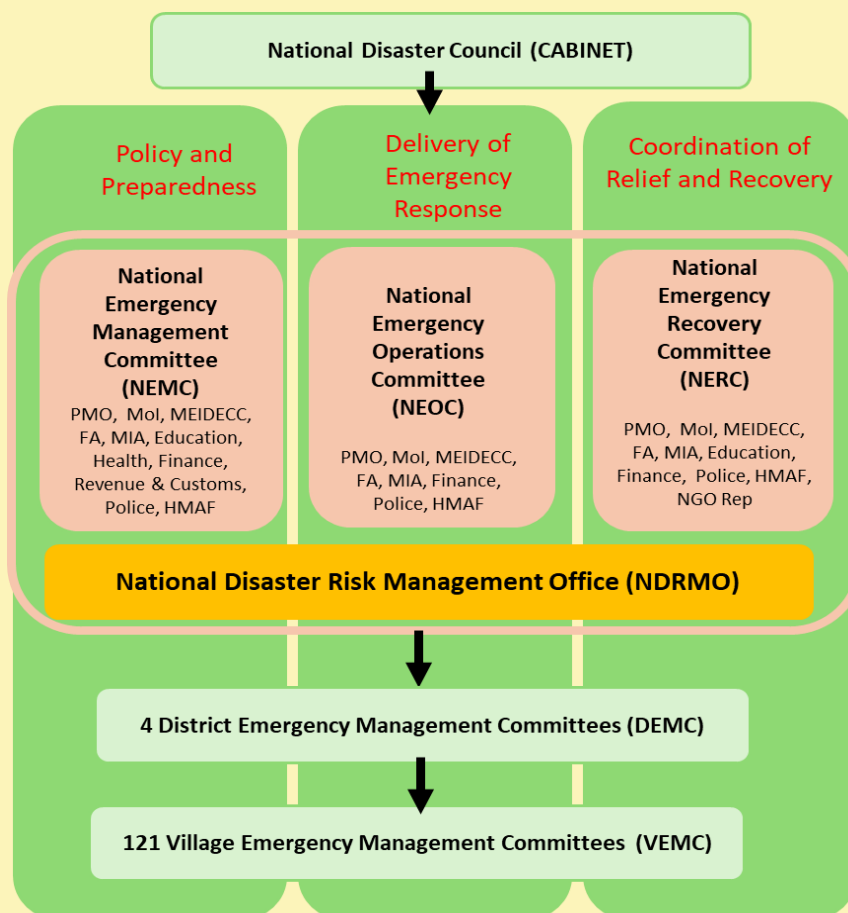 National Disaster Council (CABINET)
Policy and
Preparedness
Delivery of
Emergency
Response
Coordination of
Relief and Recovery
National
Emergency
Management
Committee
(NEMC)
PMO, MoI, MEIDECC,
FA, MIA, Education,
Health, Finance,
Revenue & Customs,
Police, HMAF
National
Emergency
Operations
Committee
(NEOC)
PMO, MoI, MEIDECC,
FA, MIA, Finance,
Police, HMAF
National
Emergency
Recovery
Committee
(NERC)
PMO, MoI, MEIDECC,
FA, MIA, Education,
Finance, Police, HMAF,
NGO Rep
National Disaster Risk Management Office (NDRMO)
4 District Emergency Management Committees (DEMC)
121 Village Emergency Management Committees (VEMC)